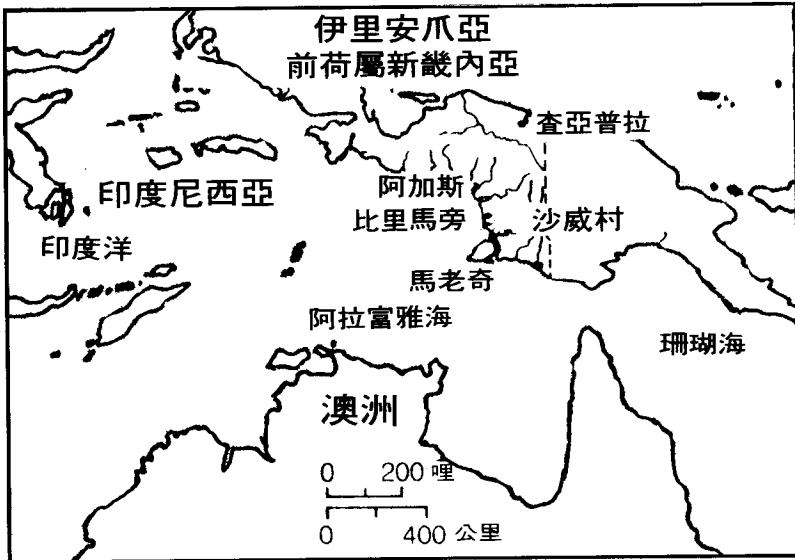 伊里安爪亞
前荷屬新畿內亞
查亞普拉
阿加斯
印度尼西亞
比里馬旁
沙威村
印度洋
馬老奇
阿拉富雅海
珊瑚海
澳洲
0 200 哩
0 400 公里